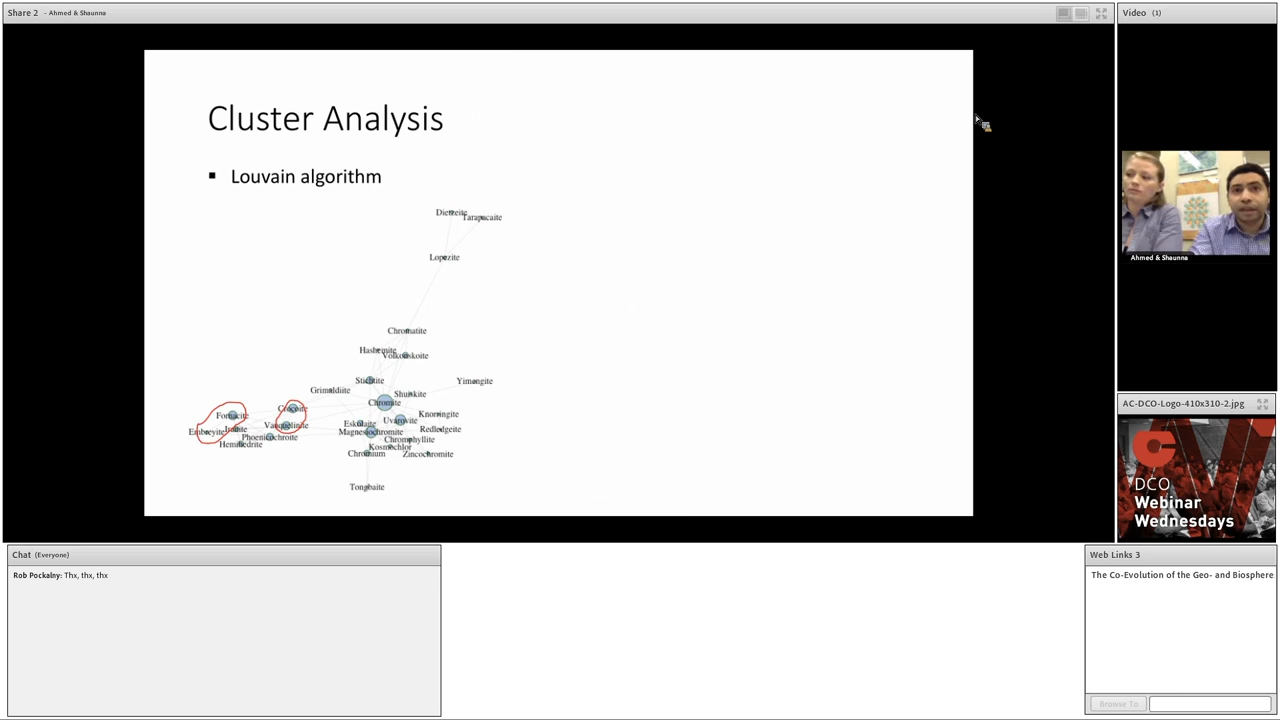 Share 2 - Ahmed & Shaunna
Video (1)
Cluster Analysis
Louvain algorithm
Dietzeite
Tarapacaite
Lopezite
Chromatite
Hashemite
Volkonskoite
Stichtite
Yimengite
Grimaldiite
Shuiskite
Chromite
Fornacite
Crocoite
Knorringite
Uvarovite
Eskolaite
Vauquelinite
Embreyite
Iranite
Redledgeite
Magnesiochromite
Phoenicochroite
Chromphyllite
Hemihedrite
Kosmochlor
Chromium
Zincochromite
Tongbaite
Ahmed & Shaunna
AC-DCO-Logo-410x310-2.jpg
DCO
Webinar
Wednesdays
Chat (Everyone)
Rob Pockalny: Thx, thx, thx
Web Links 3
The Co-Evolution of the Geo- and Biosphere
Browse To